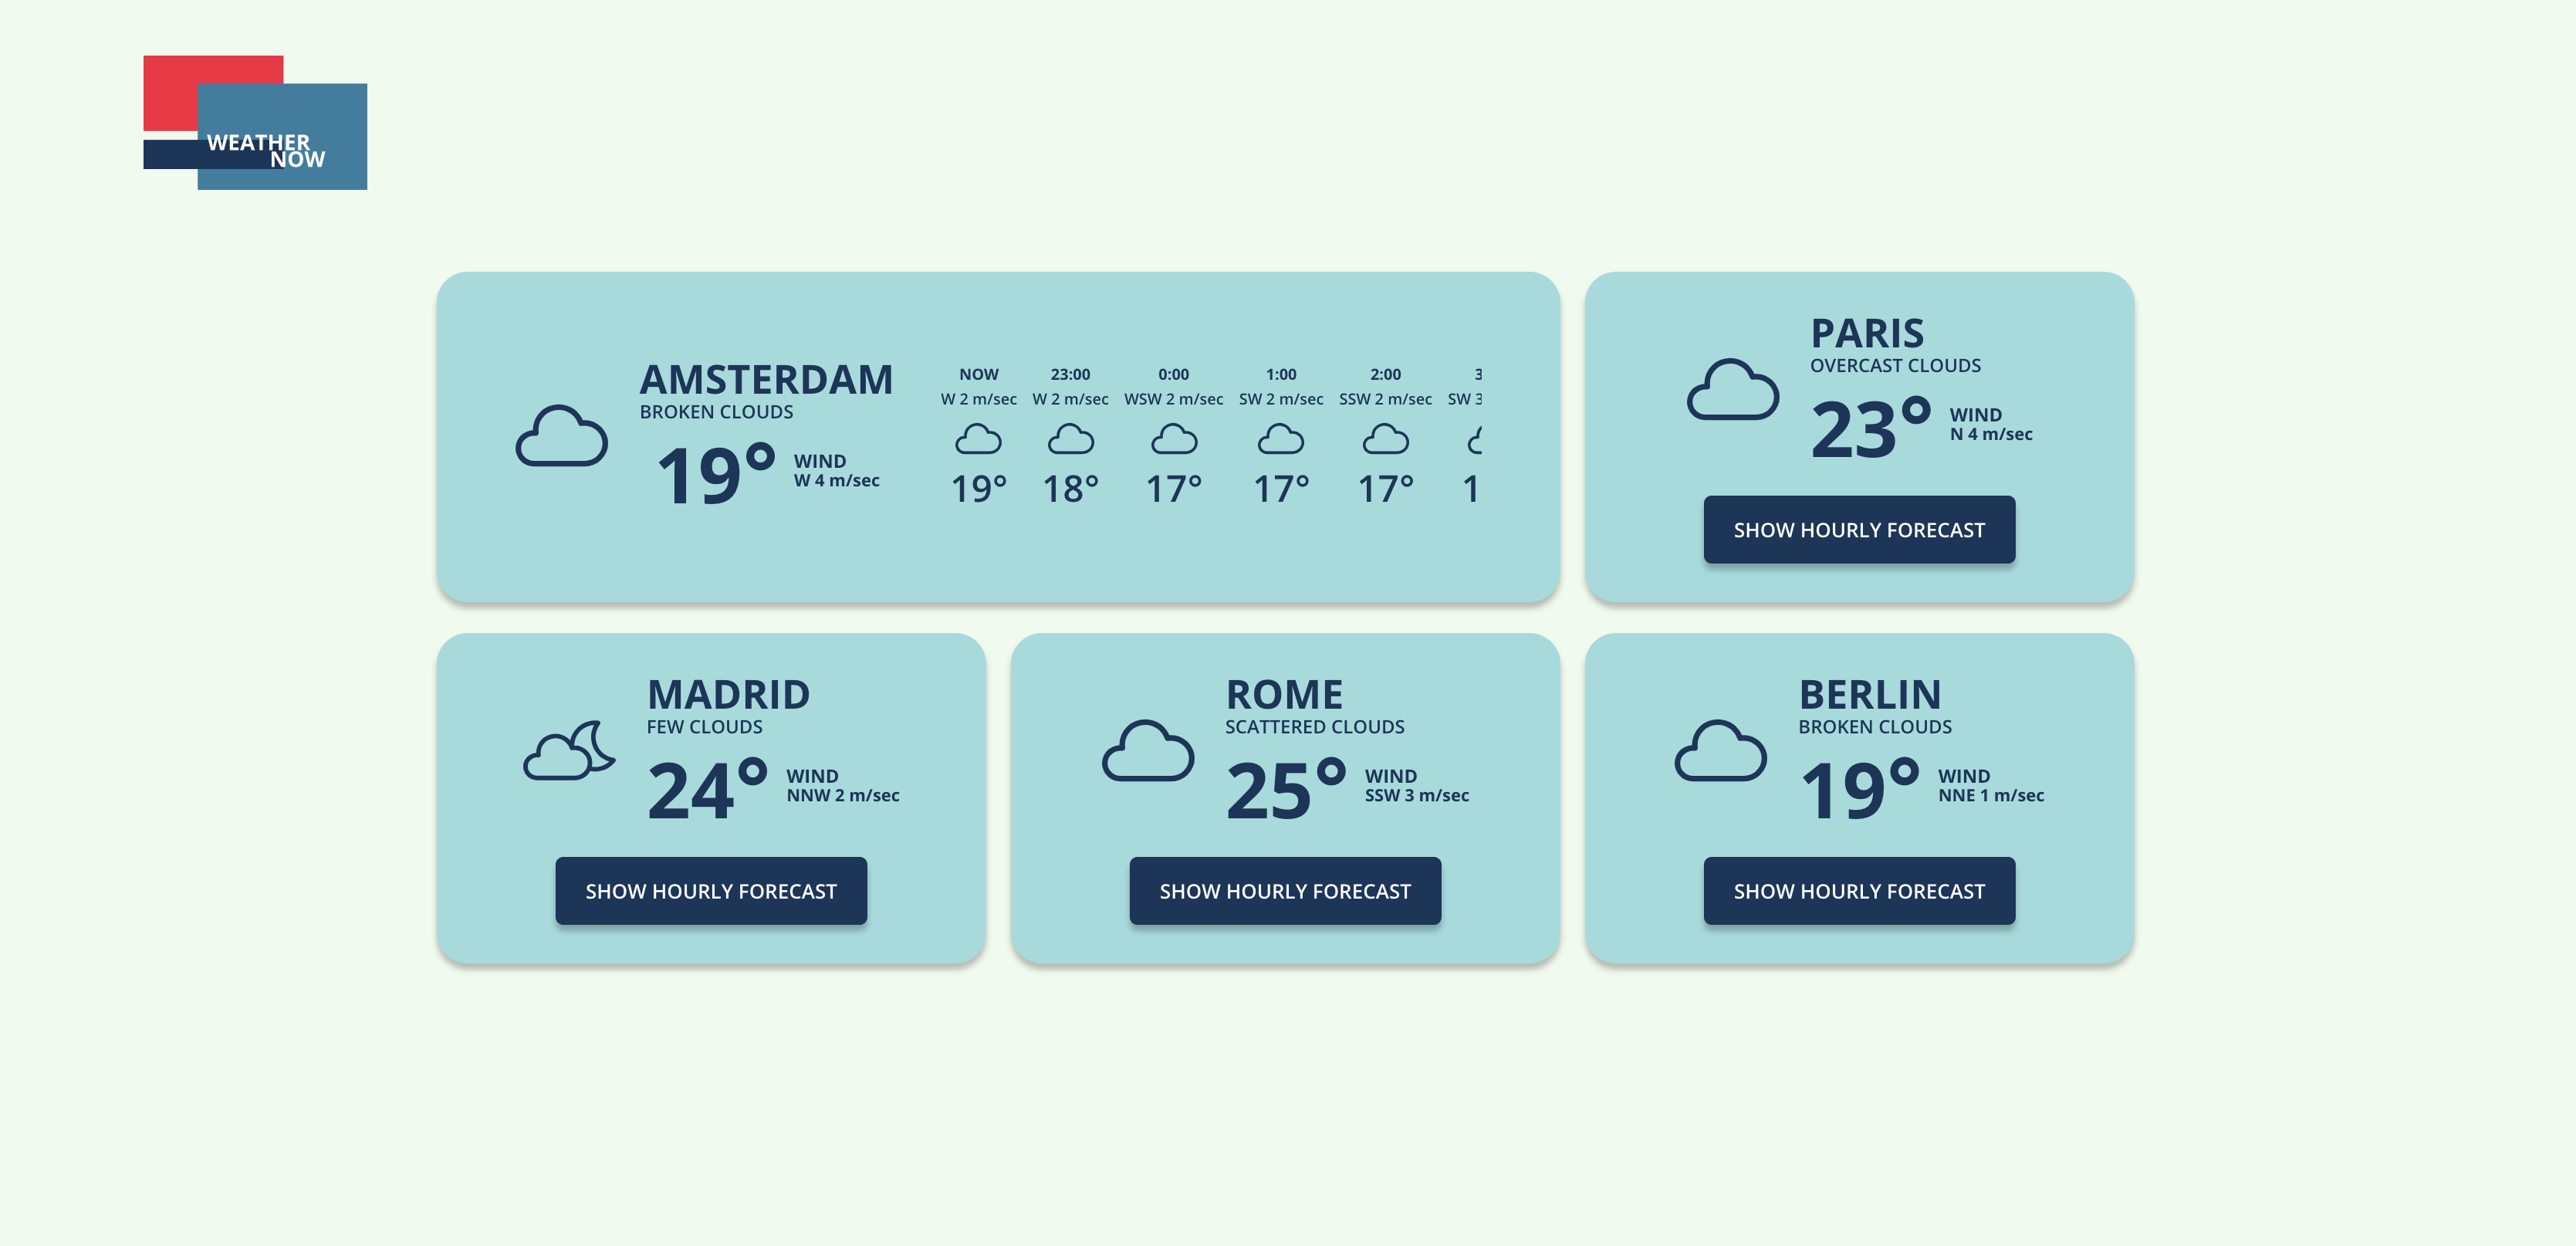 WEATHER
NOW
AMSTERDAM
BROKEN CLOUDS
19°
WIND
W 4 m/sec
NOW 23:00 0:00 1:00 2:00
W 2 m/sec W 2 m/sec WSW 2 m/sec SW 2 m/sec SSW 2 m/sec SW 3
19° 18° 17° 17° 17° 1
PARIS
OVERCAST CLOUDS
23°
WIND
N 4 m/sec
SHOW HOURLY FORECAST
MADRID
FEW CLOUDS
24°
WIND
NNW 2 m/sec
SHOW HOURLY FORECAST
ROME
SCATTERED CLOUDS
25°
WIND
SSW 3 m/sec
SHOW HOURLY FORECAST
BERLIN
BROKEN CLOUDS
19°
WIND
NNE 1 m/sec
SHOW HOURLY FORECAST